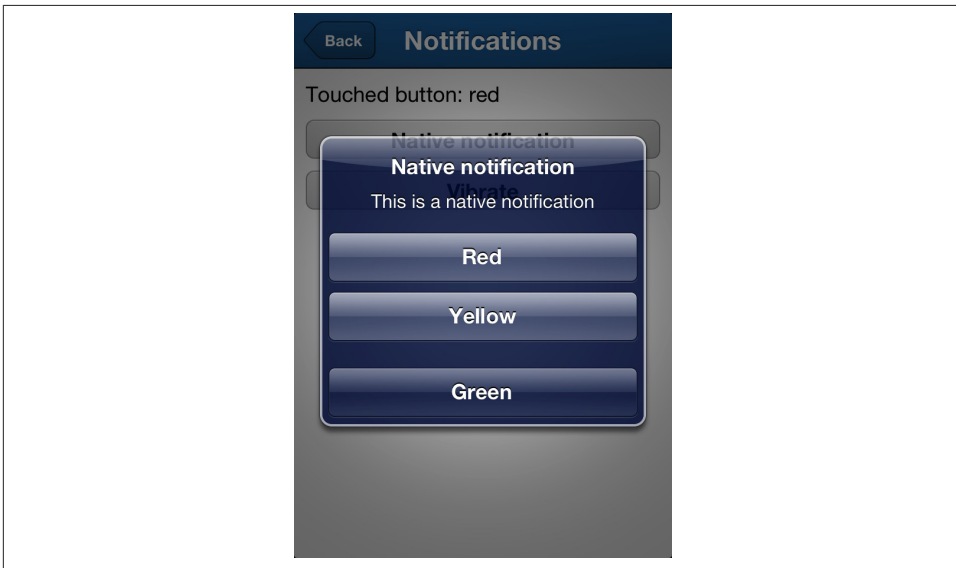 Back
Notifications
Touched button: red
Native notification
Native notification
Vibrate
This is a native notification
Red
Yellow
Green